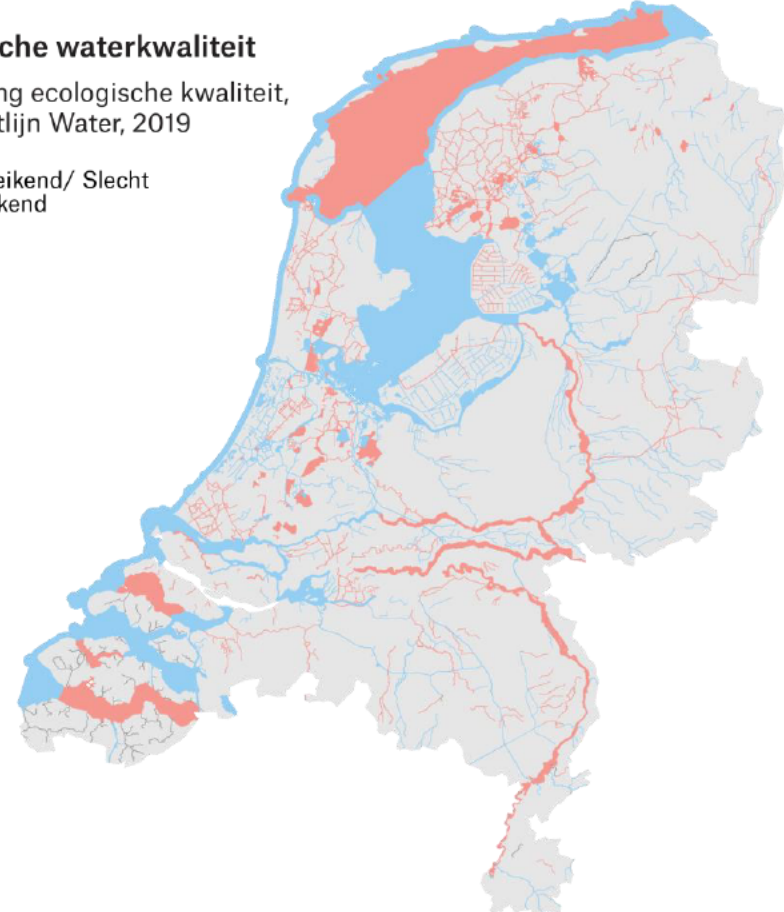 che waterkwaliteit
ng ecologische kwaliteit,
tlijn Water, 2019
eikend/ Slecht
kend